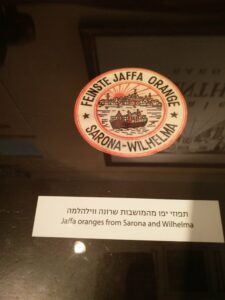 ★ FEINSTE JAFFA ORANGE ★
SARONA-WILHELMA
תפוזי יפו מהמושבות שרונה ווילהלמה
Jaffa oranges from Sarona and Wilhelma